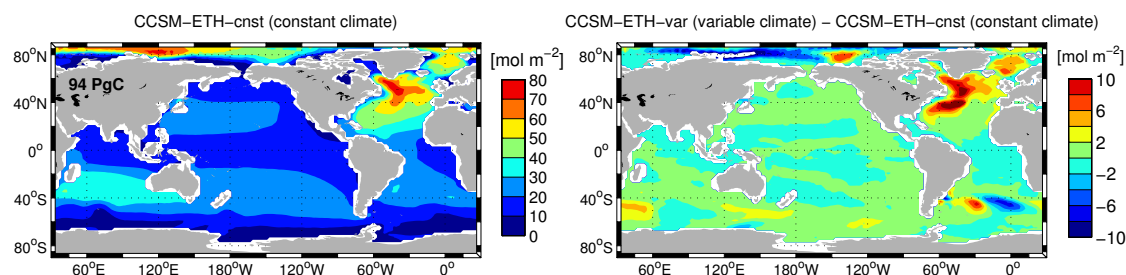 CCSM−ETH−cnst (constant climate)
CCSM−ETH−var (variable climate) − CCSM−ETH−cnst (constant climate)
80°N
40°N
0°
40°S
80°S
94 PgC
60°E
120°E
180°W
120°W
60°W
0°
[mol m⁻²]
80
70
60
50
40
30
20
10
0
80°N
40°N
0°
40°S
80°S
60°E
120°E
180°W
120°W
60°W
0°
[mol m⁻²]
10
6
2
−2
−6
−10